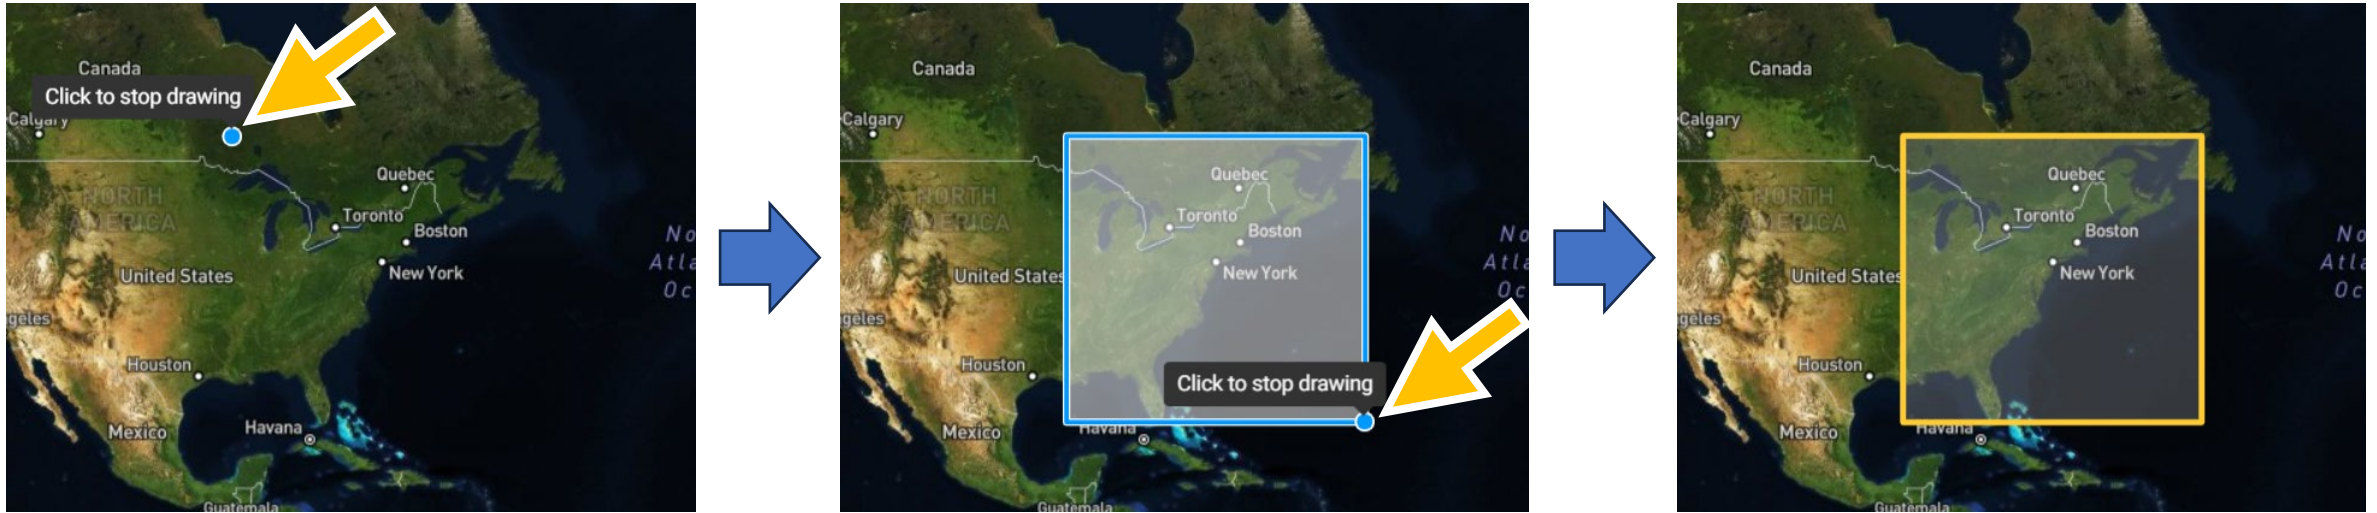 Canada
Click to stop drawing
Calgary
Quebec
NORTH
AMERICA
Toronto
Boston
No
Atla
Oc
United States
New York
geles
Houston
Mexico
Havana
Guatemala
Canada
Calgary
Quebec
NORTH
AMERICA
Toronto
Boston
No
Atla
Oc
United States
New York
geles
Houston
Click to stop drawing
Mexico
Havana
Guatemala
Canada
Calgary
Quebec
NORTH
AMERICA
Toronto
Boston
No
Atla
Oc
United States
New York
geles
Houston
Mexico
Havana
Guatemala